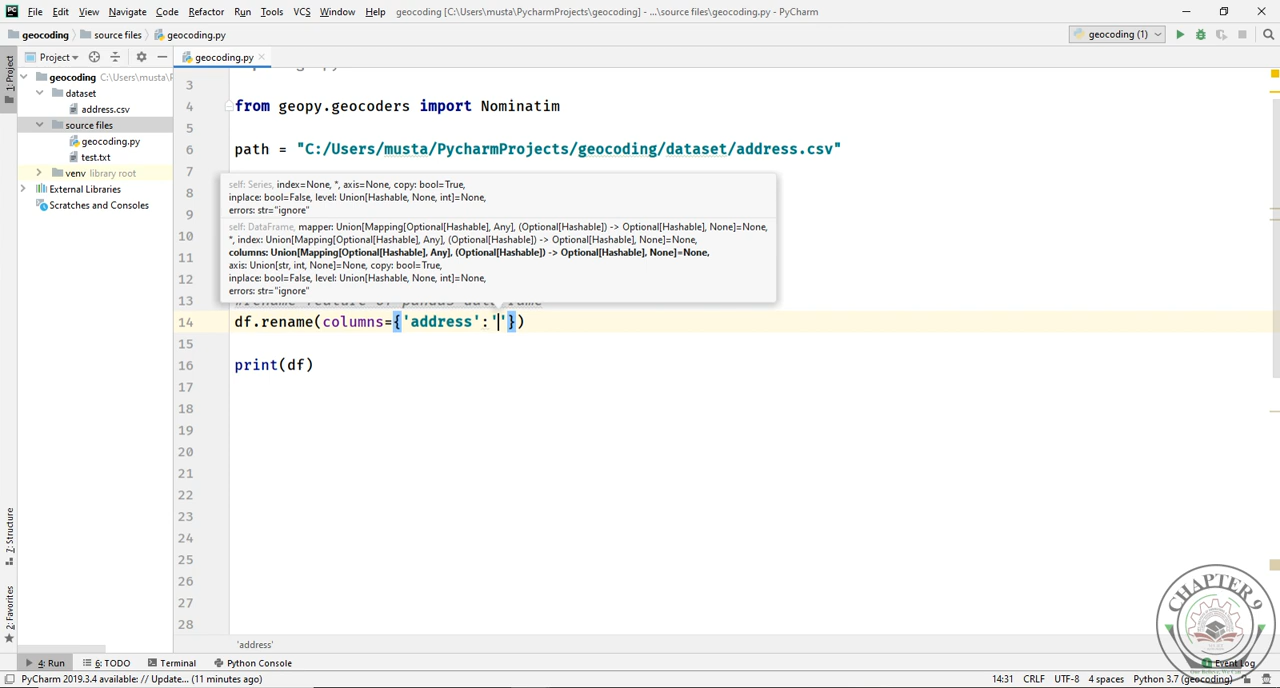 File Edit View Navigate Code Refactor Run Tools VCS Window Help geocoding [C:\Users\musta\PycharmProjects\geocoding] - ...\source files\geocoding.py - PyCharm
geocoding source files geocoding.py geocoding (1)
Project geocoding.py
geocoding C:\Users\musta\P
dataset
address.csv
source files
geocoding.py
test.txt
venv library root
External Libraries
Scratches and Consoles
1: Project
Z: Structure
2: Favorites
3
4 from geopy.geocoders import Nominatim
5
6 path = "C:/Users/musta/PycharmProjects/geocoding/dataset/address.csv"
7
8
9
10
11
12
13
self: Series, index=None, *, axis=None, copy: bool=True,
inplace: bool=False, level: Union[Hashable, None, int]=None,
errors: str="ignore"
self: DataFrame, mapper: Union[Mapping[Optional[Hashable], Any], (Optional[Hashable]) -> Optional[Hashable], None]=None,
*, index: Union[Mapping[Optional[Hashable], Any], (Optional[Hashable]) -> Optional[Hashable], None]=None,
columns: Union[Mapping[Optional[Hashable], Any], (Optional[Hashable]) -> Optional[Hashable], None]=None,
axis: Union[str, int, None]=None, copy: bool=True,
inplace: bool=False, level: Union[Hashable, None, int]=None,
errors: str="ignore"
14 df.rename(columns={'address':''})
15
16 print(df)
17
18
19
20
21
22
23
24
25
26
27
28
'address'
CHAPTER 9
4: Run 6: TODO Terminal Python Console Event Log
PyCharm 2019.3.4 available: // Update... (11 minutes ago) 14:31 CRLF UTF-8 4 spaces Python 3.7 (geocoding)